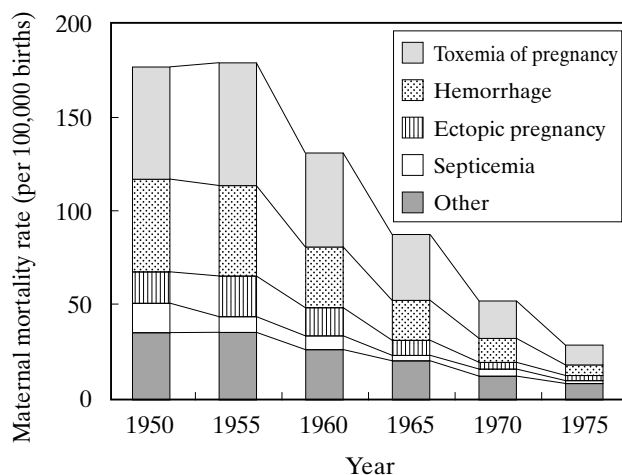 Maternal mortality rate (per 100,000 births)
200
150
100
50
0
Toxemia of pregnancy
Hemorrhage
Ectopic pregnancy
Septicemia
Other
1950 1955 1960 1965 1970 1975
Year